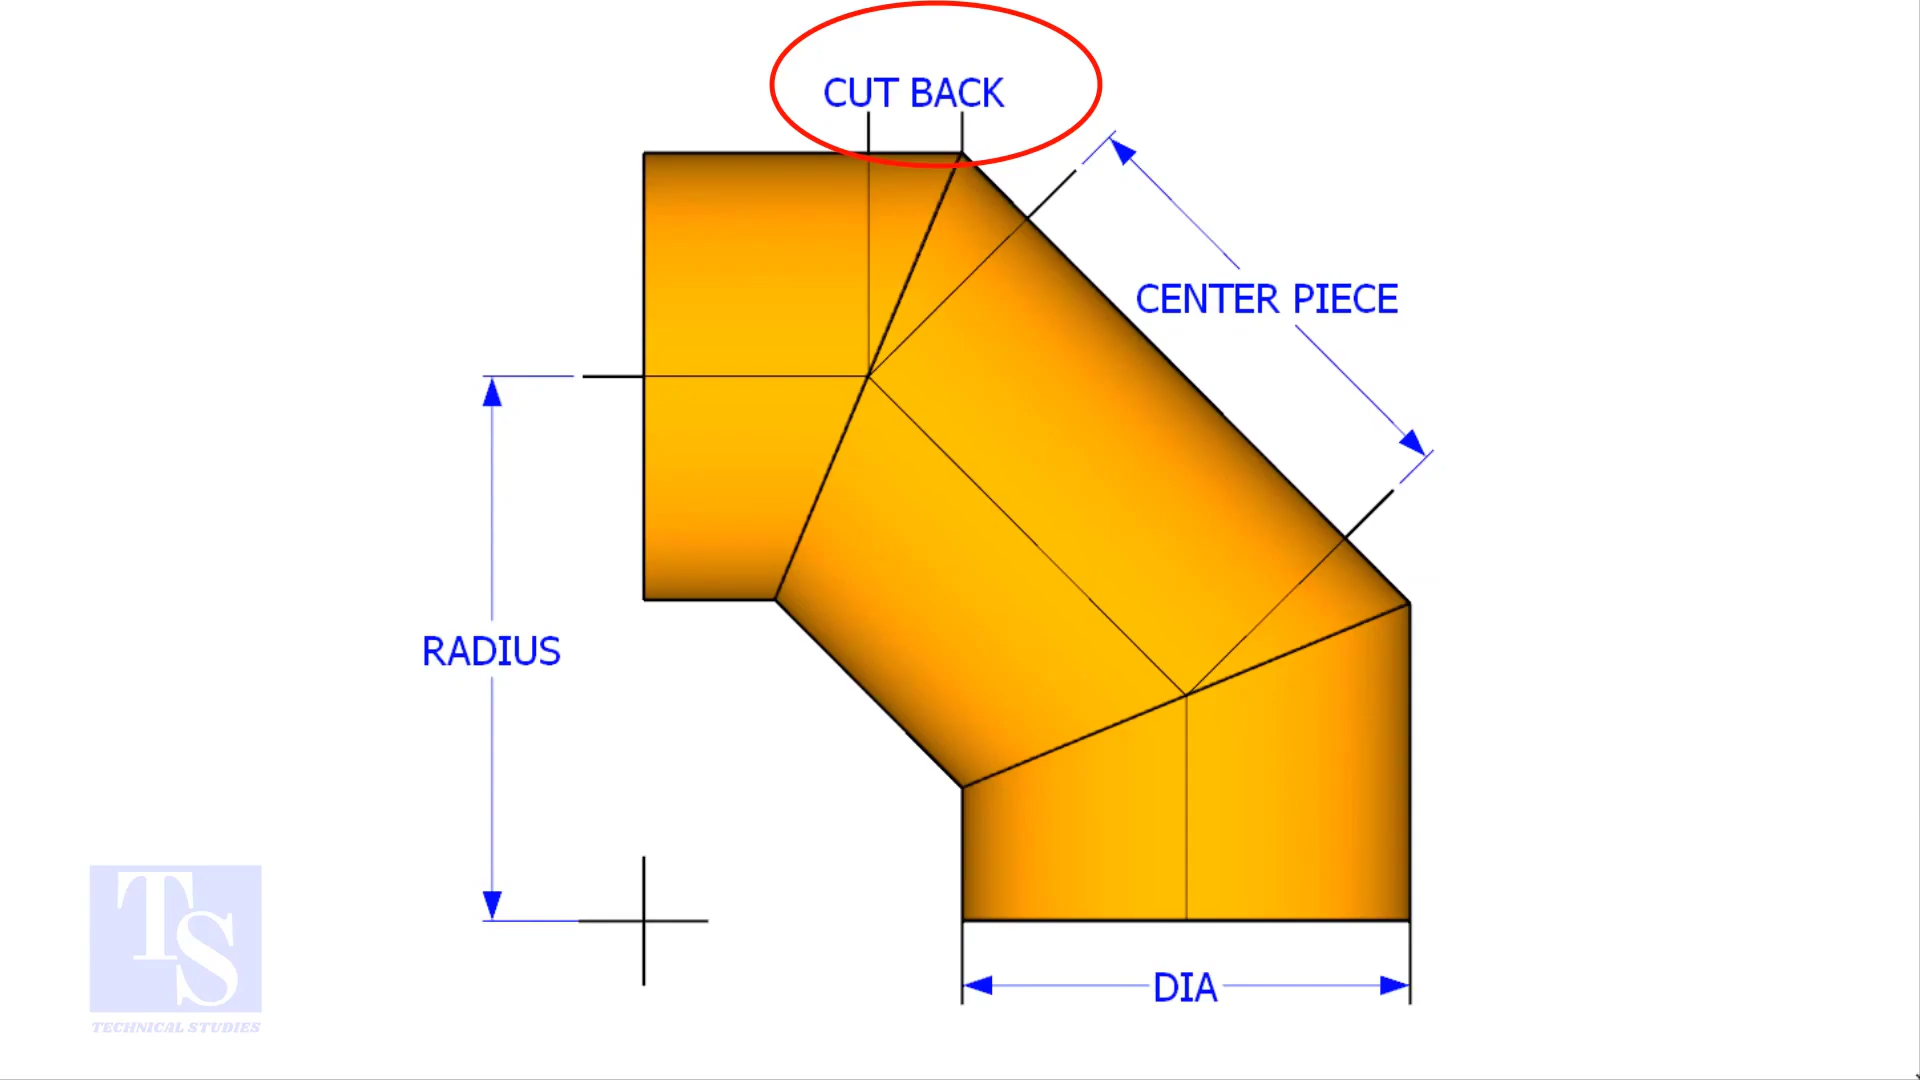 CUT BACK
CENTER PIECE
RADIUS
DIA
TS
TECHNICAL STUDIES